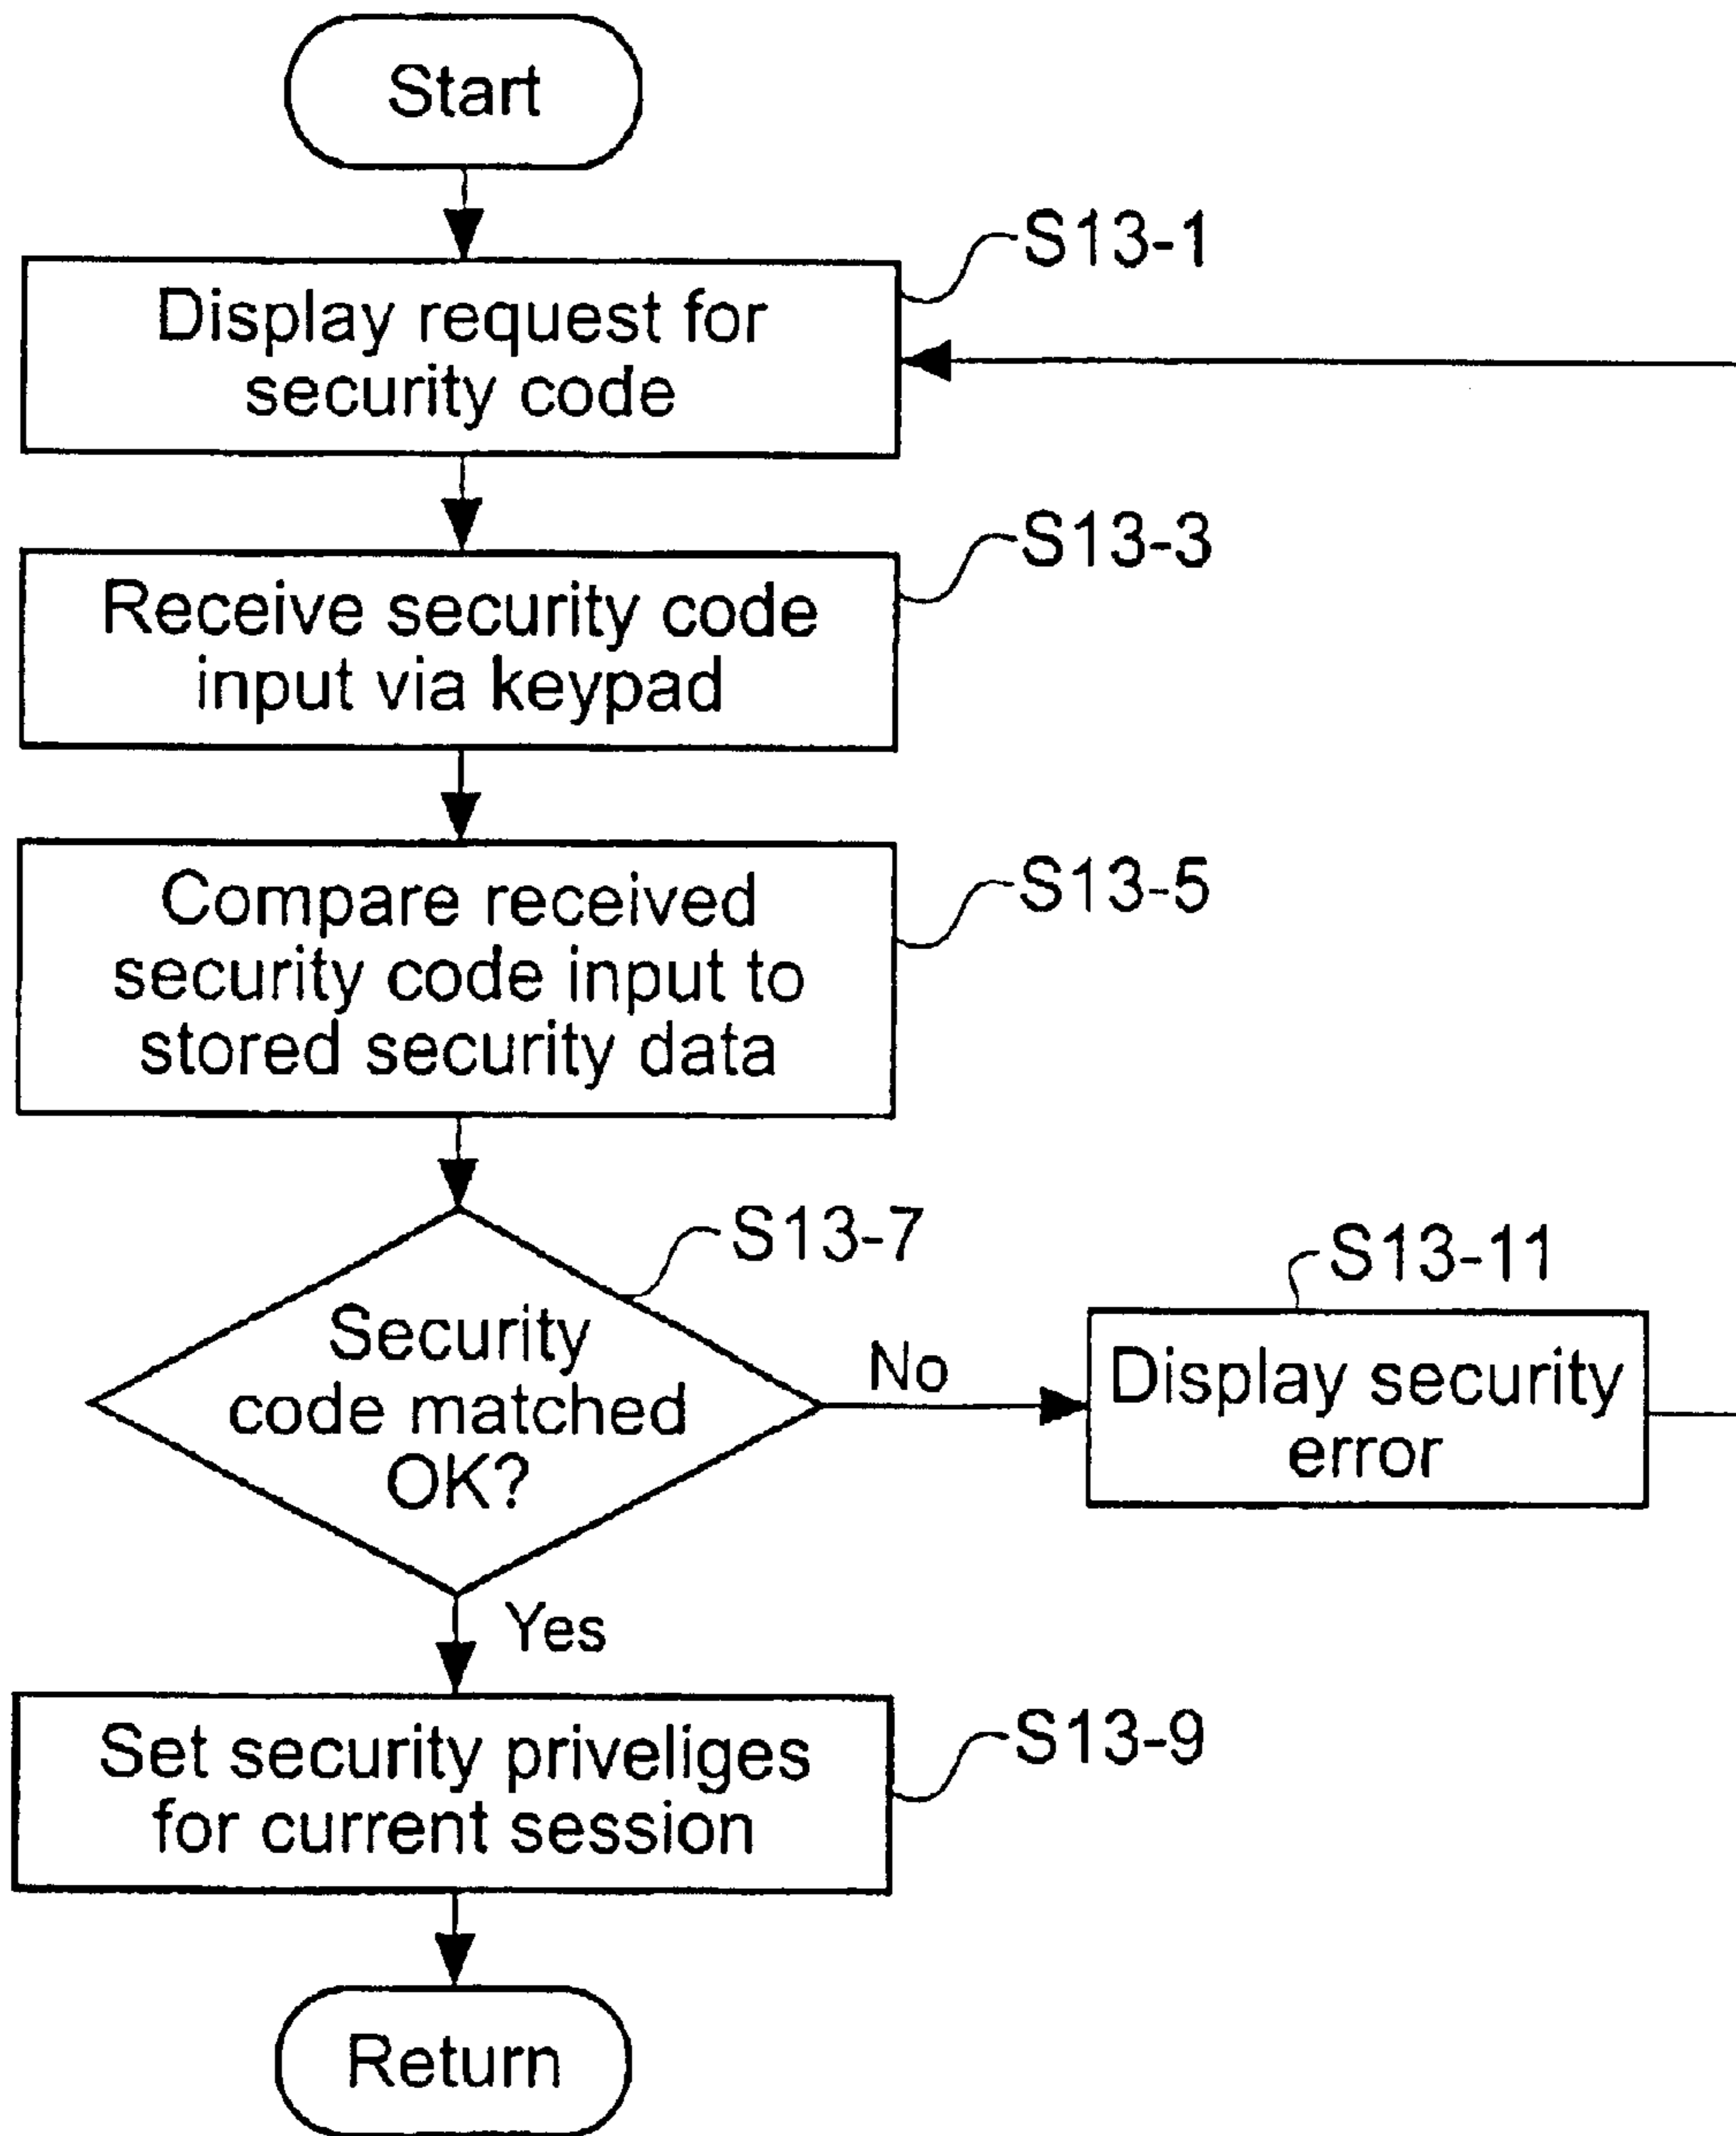 Start
S13-1
Display request for
security code
S13-3
Receive security code
input via keypad
S13-5
Compare received
security code input to
stored security data
S13-7
Security
code matched
OK?
No
S13-11
Display security
error
Yes
S13-9
Set security priveliges
for current session
Return